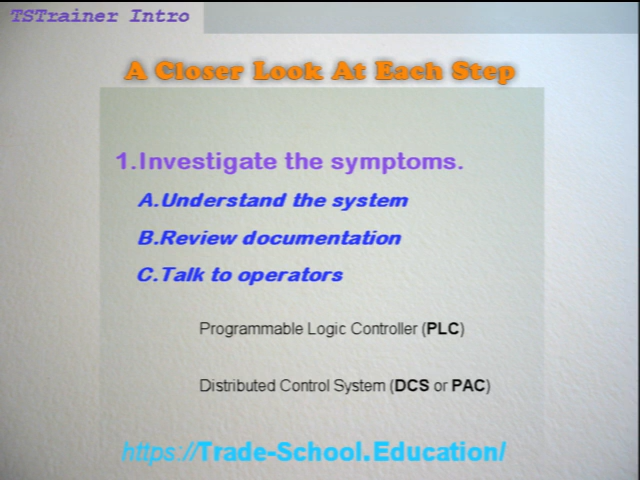 TSTrainer Intro
A Closer Look At Each Step
1.Investigate the symptoms.
A.Understand the system
B.Review documentation
C.Talk to operators
Programmable Logic Controller (PLC)
Distributed Control System (DCS or PAC)
https://Trade-School.Education/